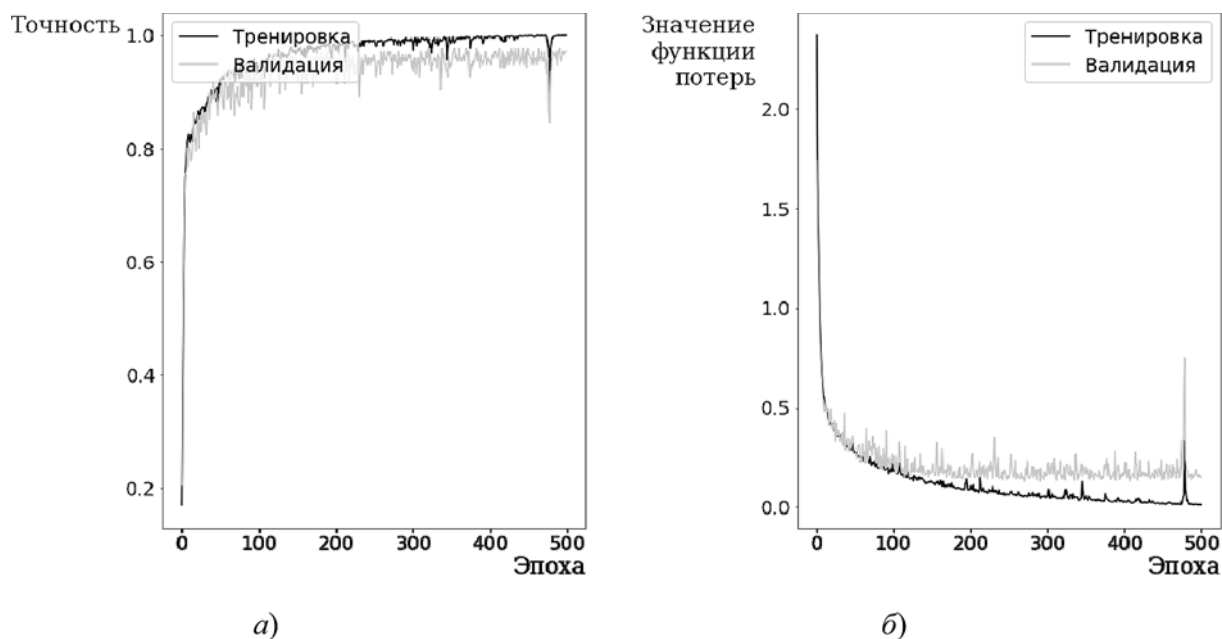 Точность
1.0
0.8
0.6
0.4
0.2
Тренировка
Валидация
0 100 200 300 400 500
Эпоха
а)
Значение
функции
потерь
2.0
1.5
1.0
0.5
0.0
Тренировка
Валидация
0 100 200 300 400 500
Эпоха
б)